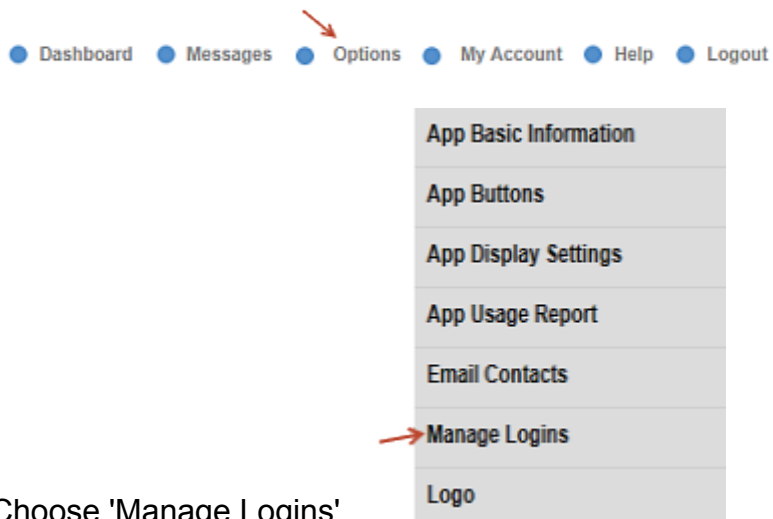 Dashboard Messages Options My Account Help Logout
App Basic Information
App Buttons
App Display Settings
App Usage Report
Email Contacts
Manage Logins
Logo
Choose 'Manage Logins'